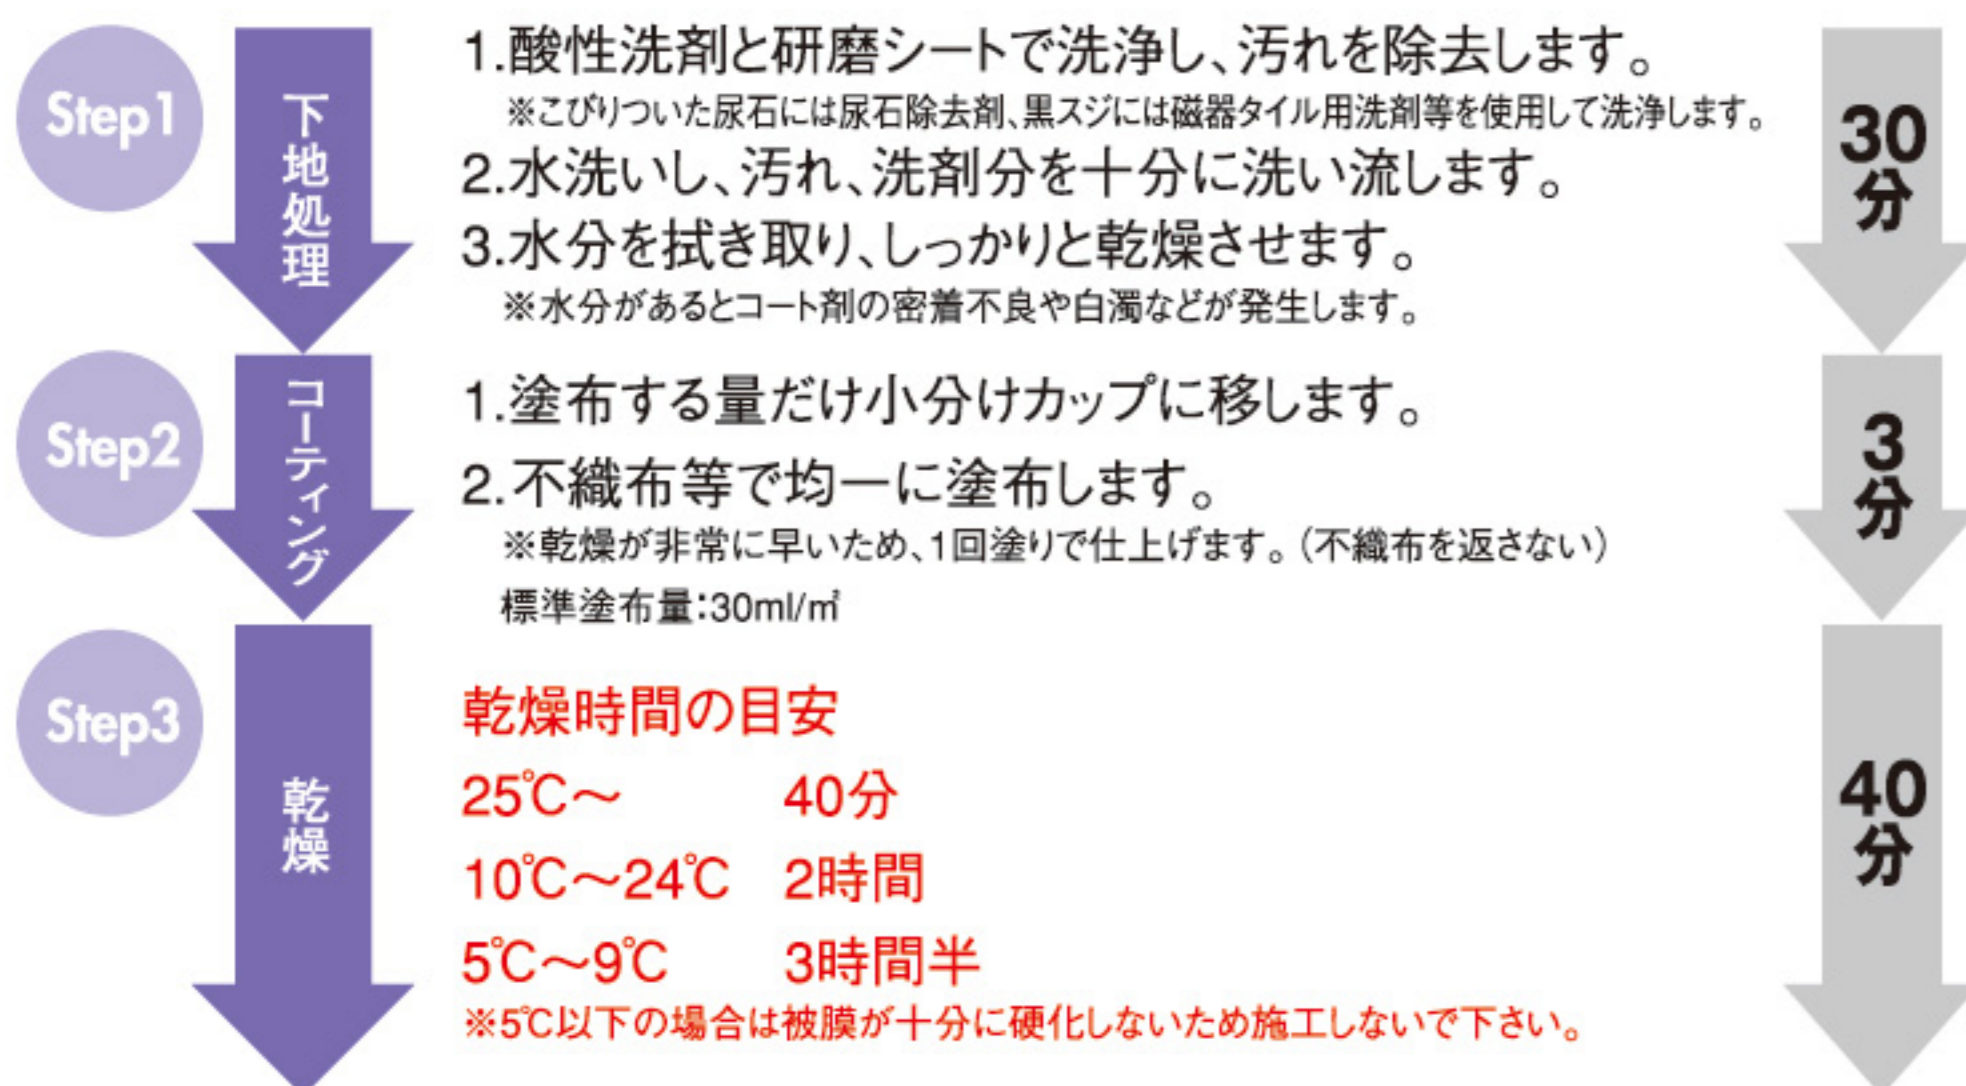 Step1
下地処理
1.酸性洗剤と研磨シートで洗浄し、汚れを除去します。
※こびりついた尿石には尿石除去剤、黒スジには磁器タイル用洗剤等を使用して洗浄します。
2.水洗いし、汚れ、洗剤分を十分に洗い流します。
3.水分を拭き取り、しっかりと乾燥させます。
※水分があるとコート剤の密着不良や白濁などが発生します。
30
分
Step2
コーティング
1.塗布する量だけ小分けカップに移します。
2.不織布等で均一に塗布します。
※乾燥が非常に早いため、1回塗りで仕上げます。(不織布を返さない)
標準塗布量:30ml/㎡
3
分
Step3
乾燥
乾燥時間の目安
25℃〜 40分
10℃〜24℃ 2時間
5℃〜9℃ 3時間半
※5℃以下の場合は被膜が十分に硬化しないため施工しないで下さい。
40
分